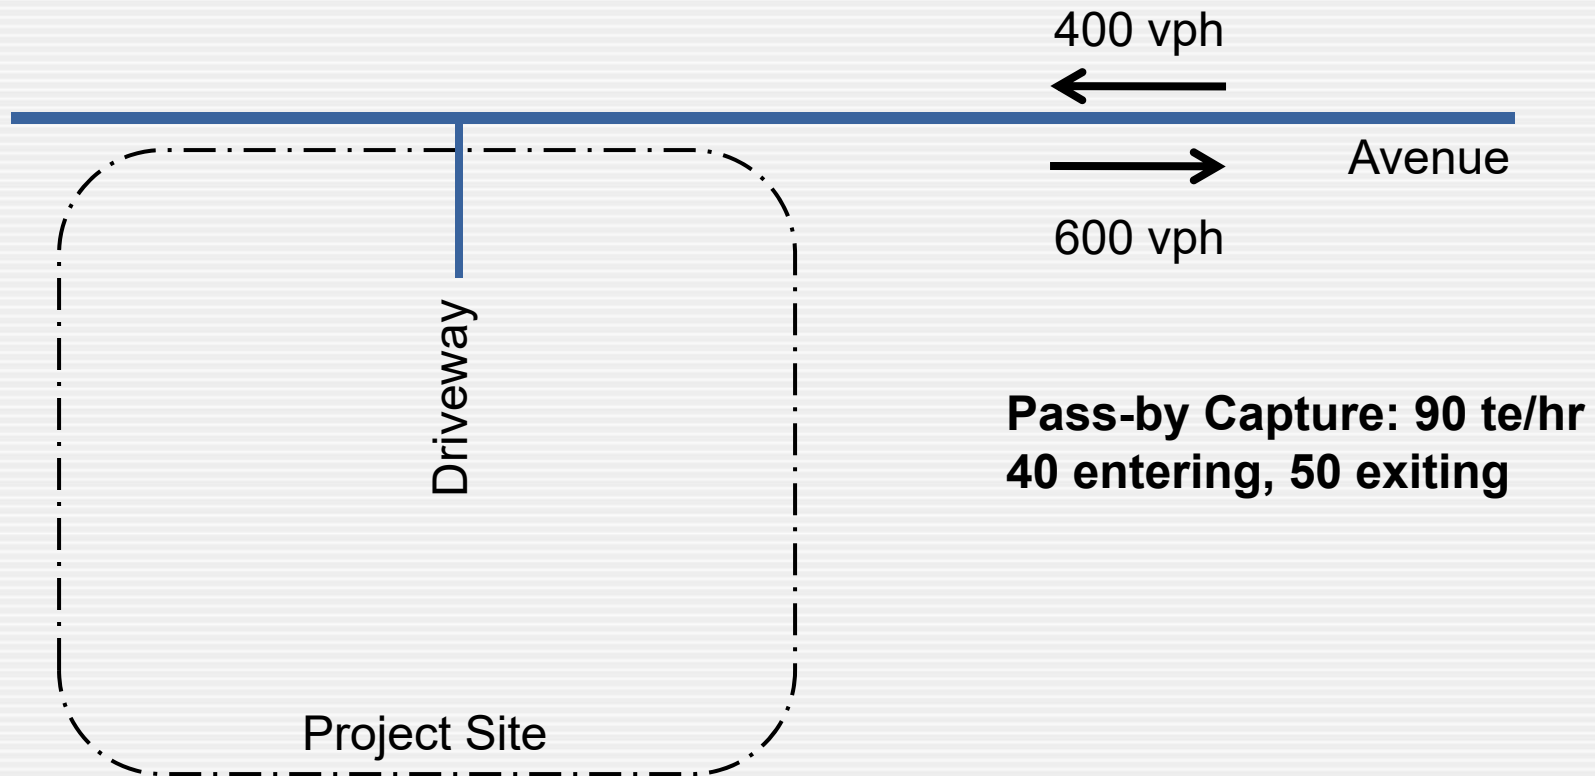 400 vph
Avenue
600 vph
Driveway
Pass-by Capture: 90 te/hr
40 entering, 50 exiting
Project Site